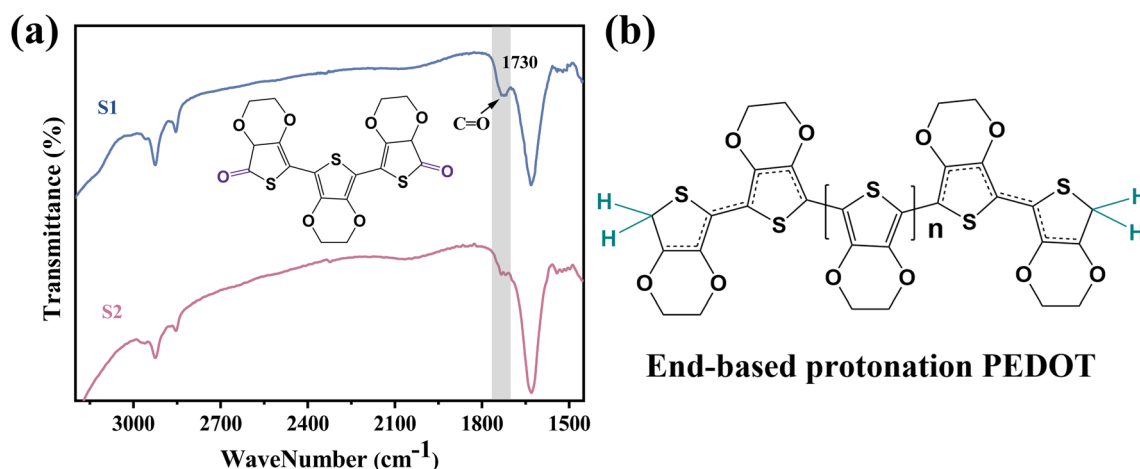 (a)
Transmittance (%)
S1
S2
1730
C=O
O
O
O
S
S
O
O
S
O
O
O
3000
2700
2400
2100
1800
1500
WaveNumber (cm-1)
(b)
H
H
S
O
O
O
O
S
S
O
O
n
O
O
S
S
O
O
H
H
End-based protonation PEDOT